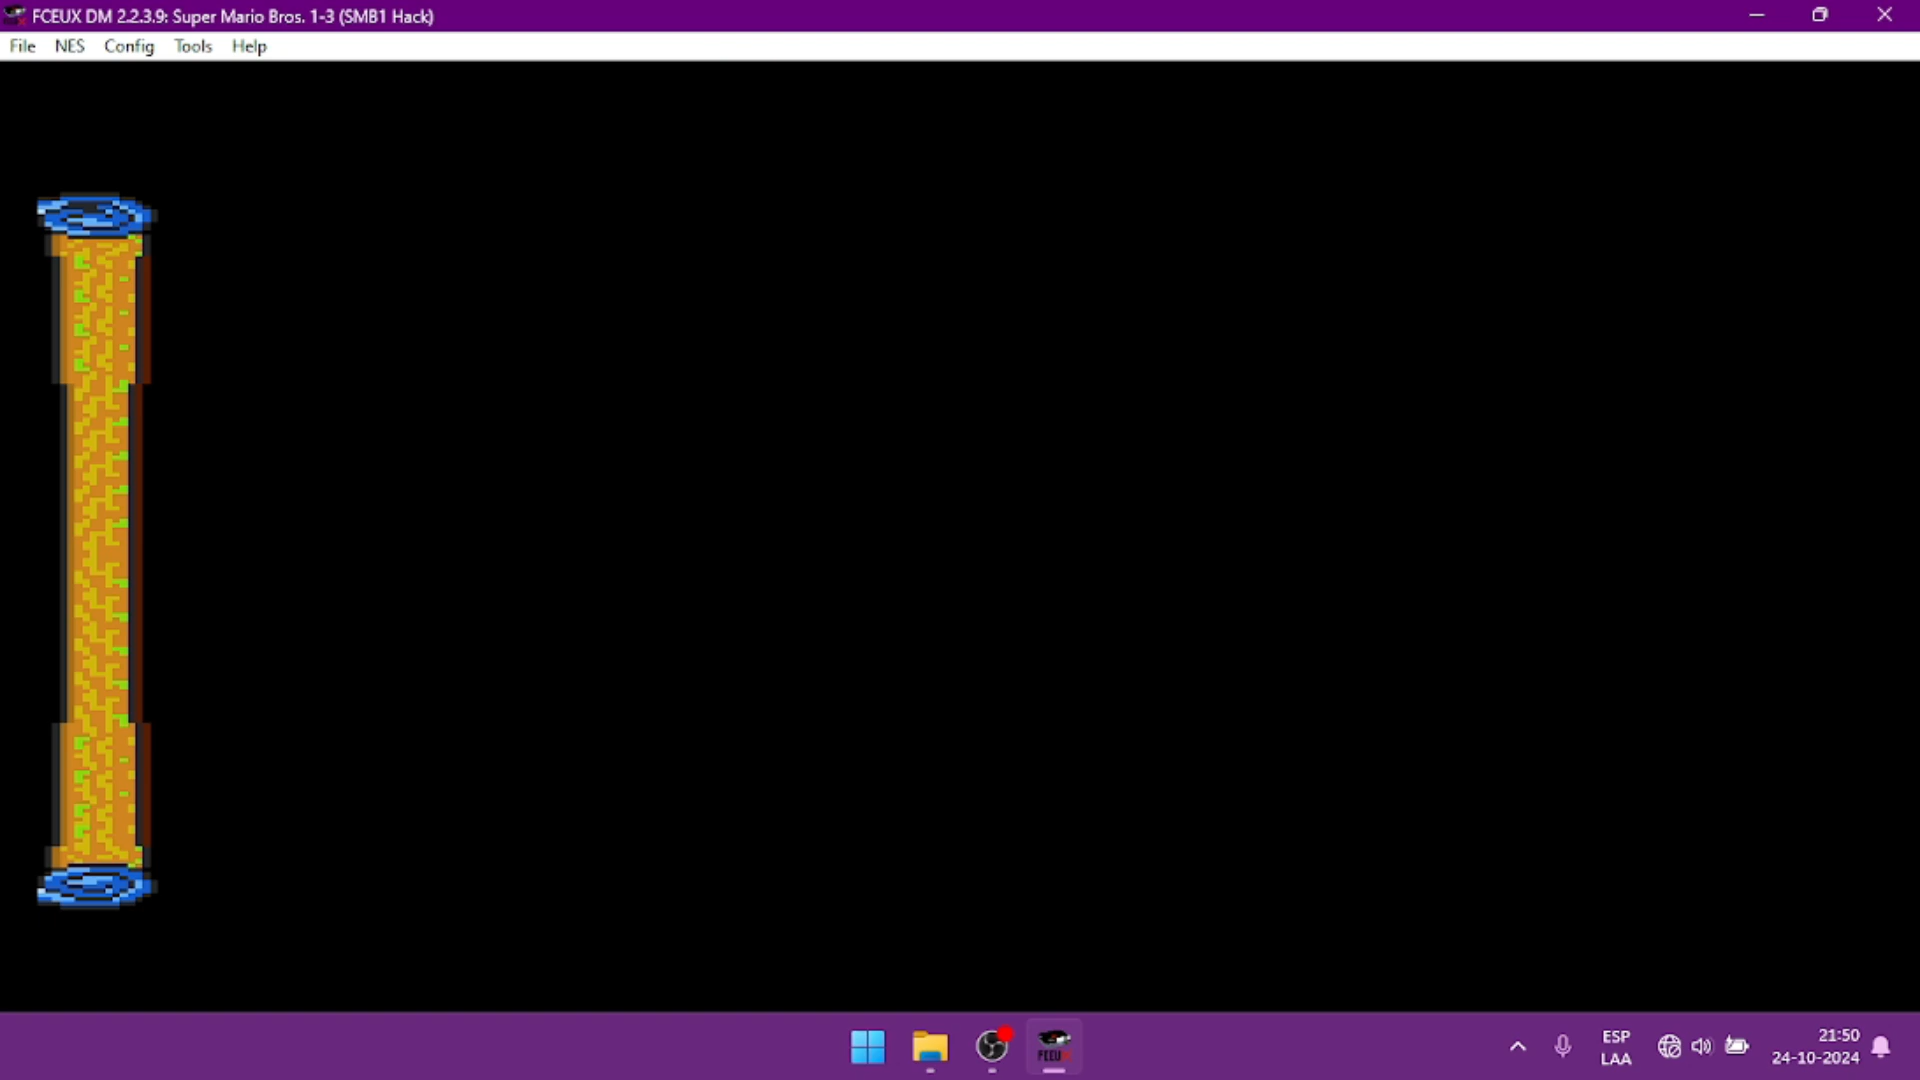 FCEUX DM 2.2.3.9: Super Mario Bros. 1-3 (SMB1 Hack)
File NES Config Tools Help
FCEUX
ESP
LAA
21:50
24-10-2024